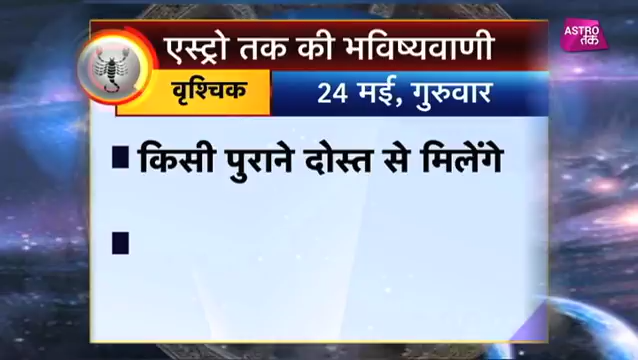 एस्ट्रो तक की भविष्यवाणी
ASTRO
तक
वृश्चिक
24 मई, गुरुवार
किसी पुराने दोस्त से मिलेंगे